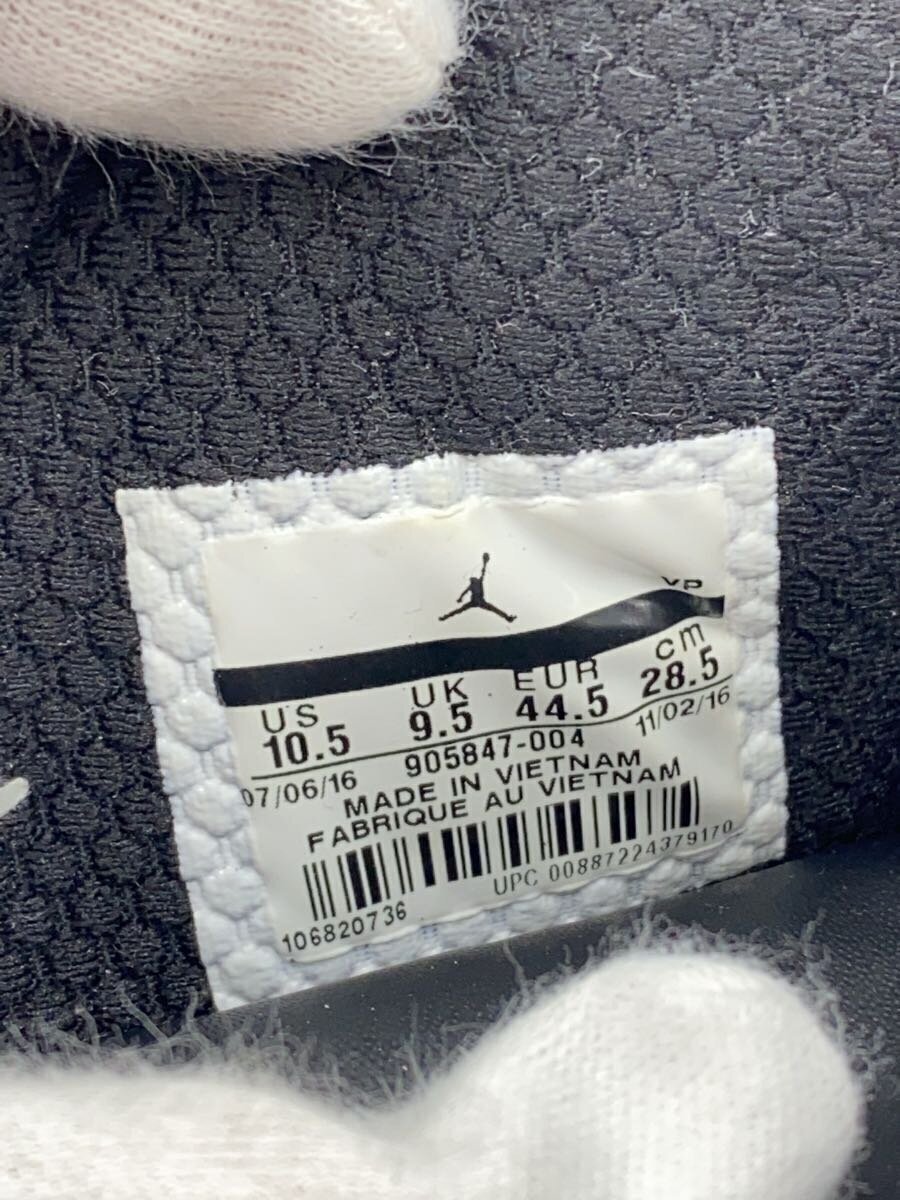 XP
US UK EUR cm
10.5 9.5 44.5 28.5
07/06/16 905847-004 11/02/16
MADE IN VIETNAM
FABRIQUE AU VIETNAM
106820736 UPC 00887224379170